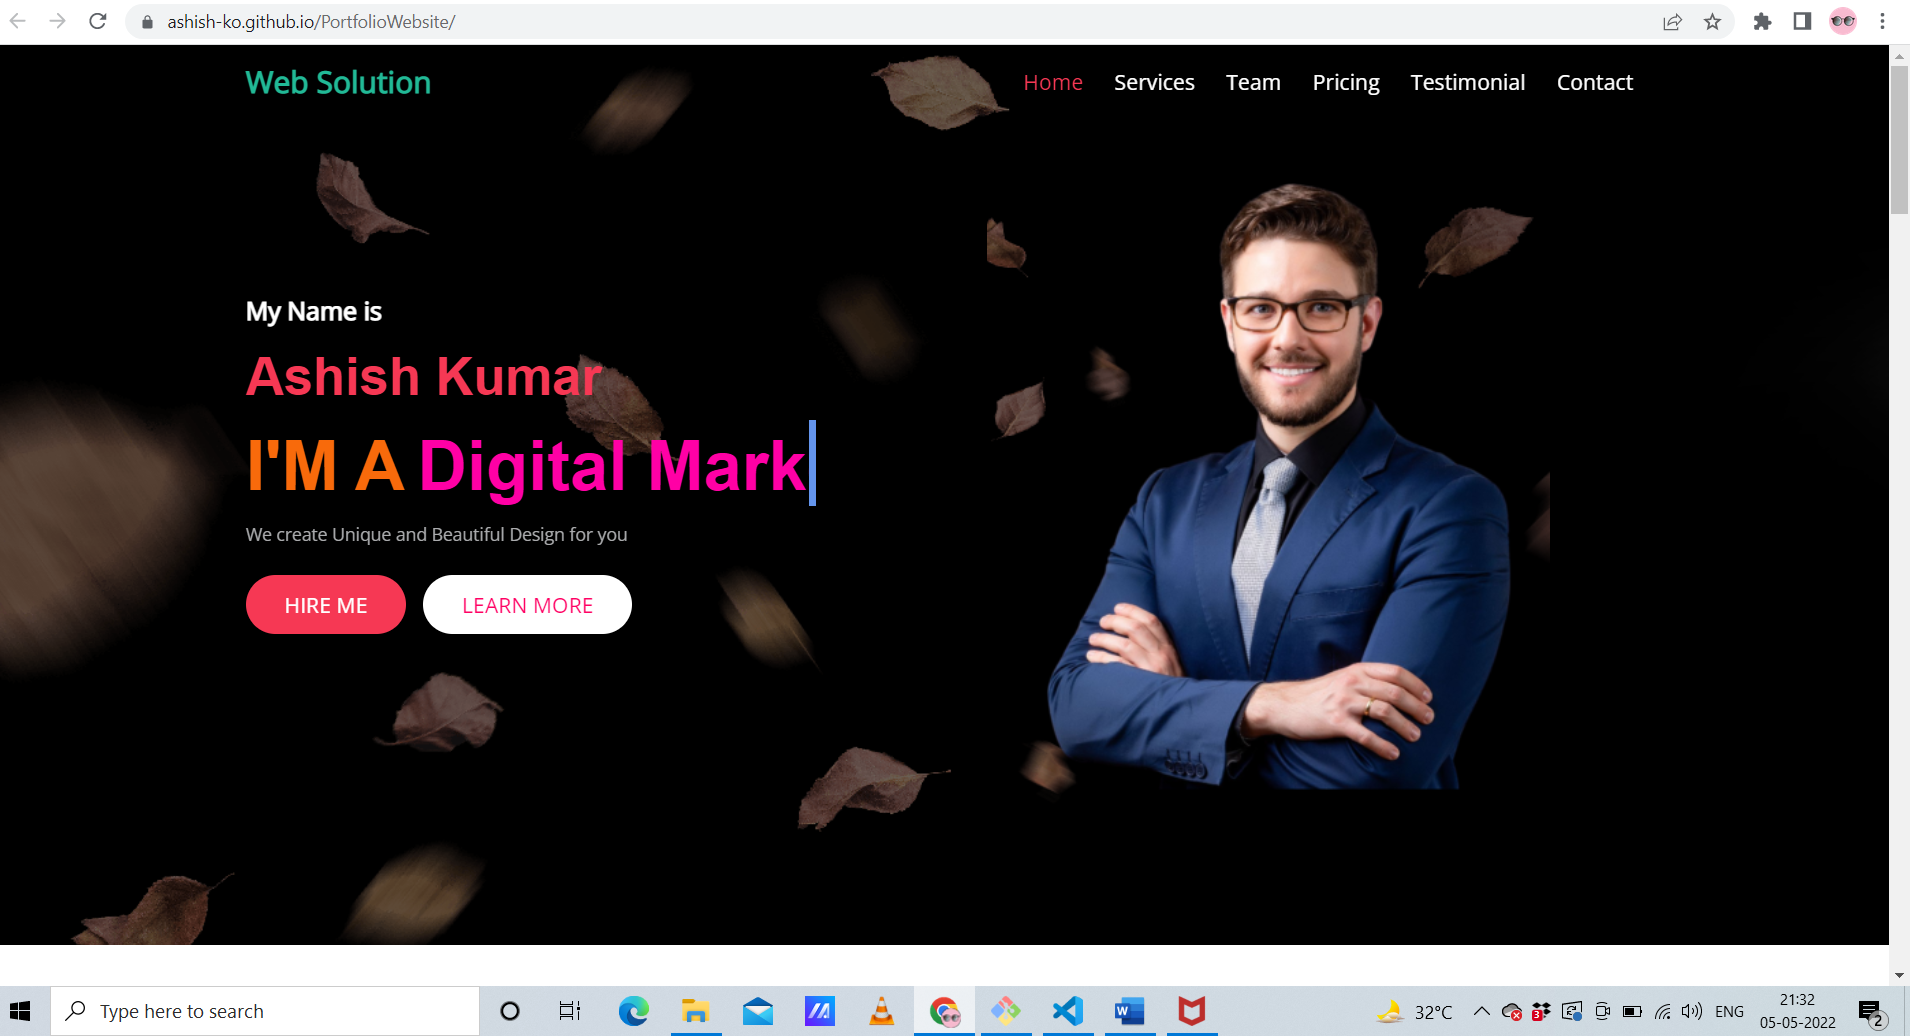 ashish-ko.github.io/PortfolioWebsite/
Web Solution
Home Services Team Pricing Testimonial Contact
My Name is
Ashish Kumar
I'M A Digital Mark
We create Unique and Beautiful Design for you
HIRE ME LEARN MORE
Type here to search
W
3
32°C
ENG
21:32
05-05-2022
2